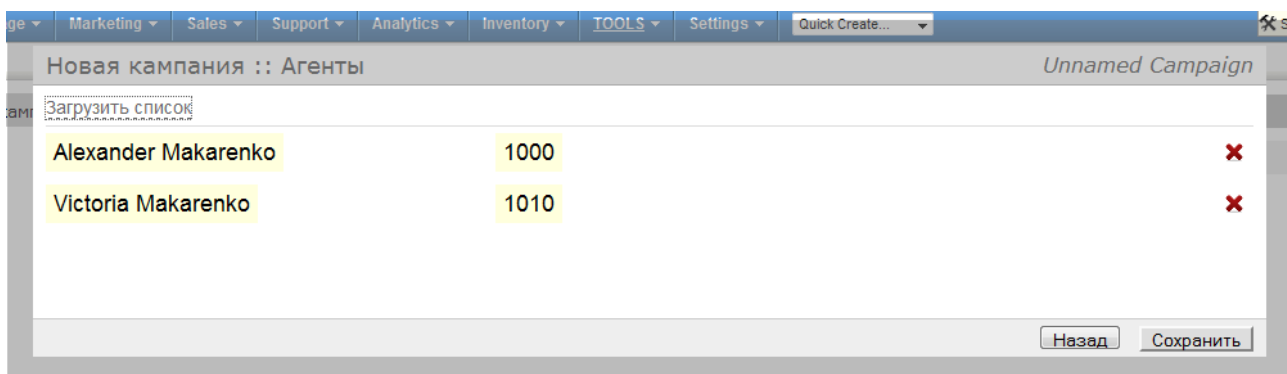 Marketing Sales Support Analytics Inventory TOOLS Settings Quick Create...
Новая кампания :: Агенты Unnamed Campaign
Загрузить список
Alexander Makarenko 1000
Victoria Makarenko 1010
Назад Сохранить